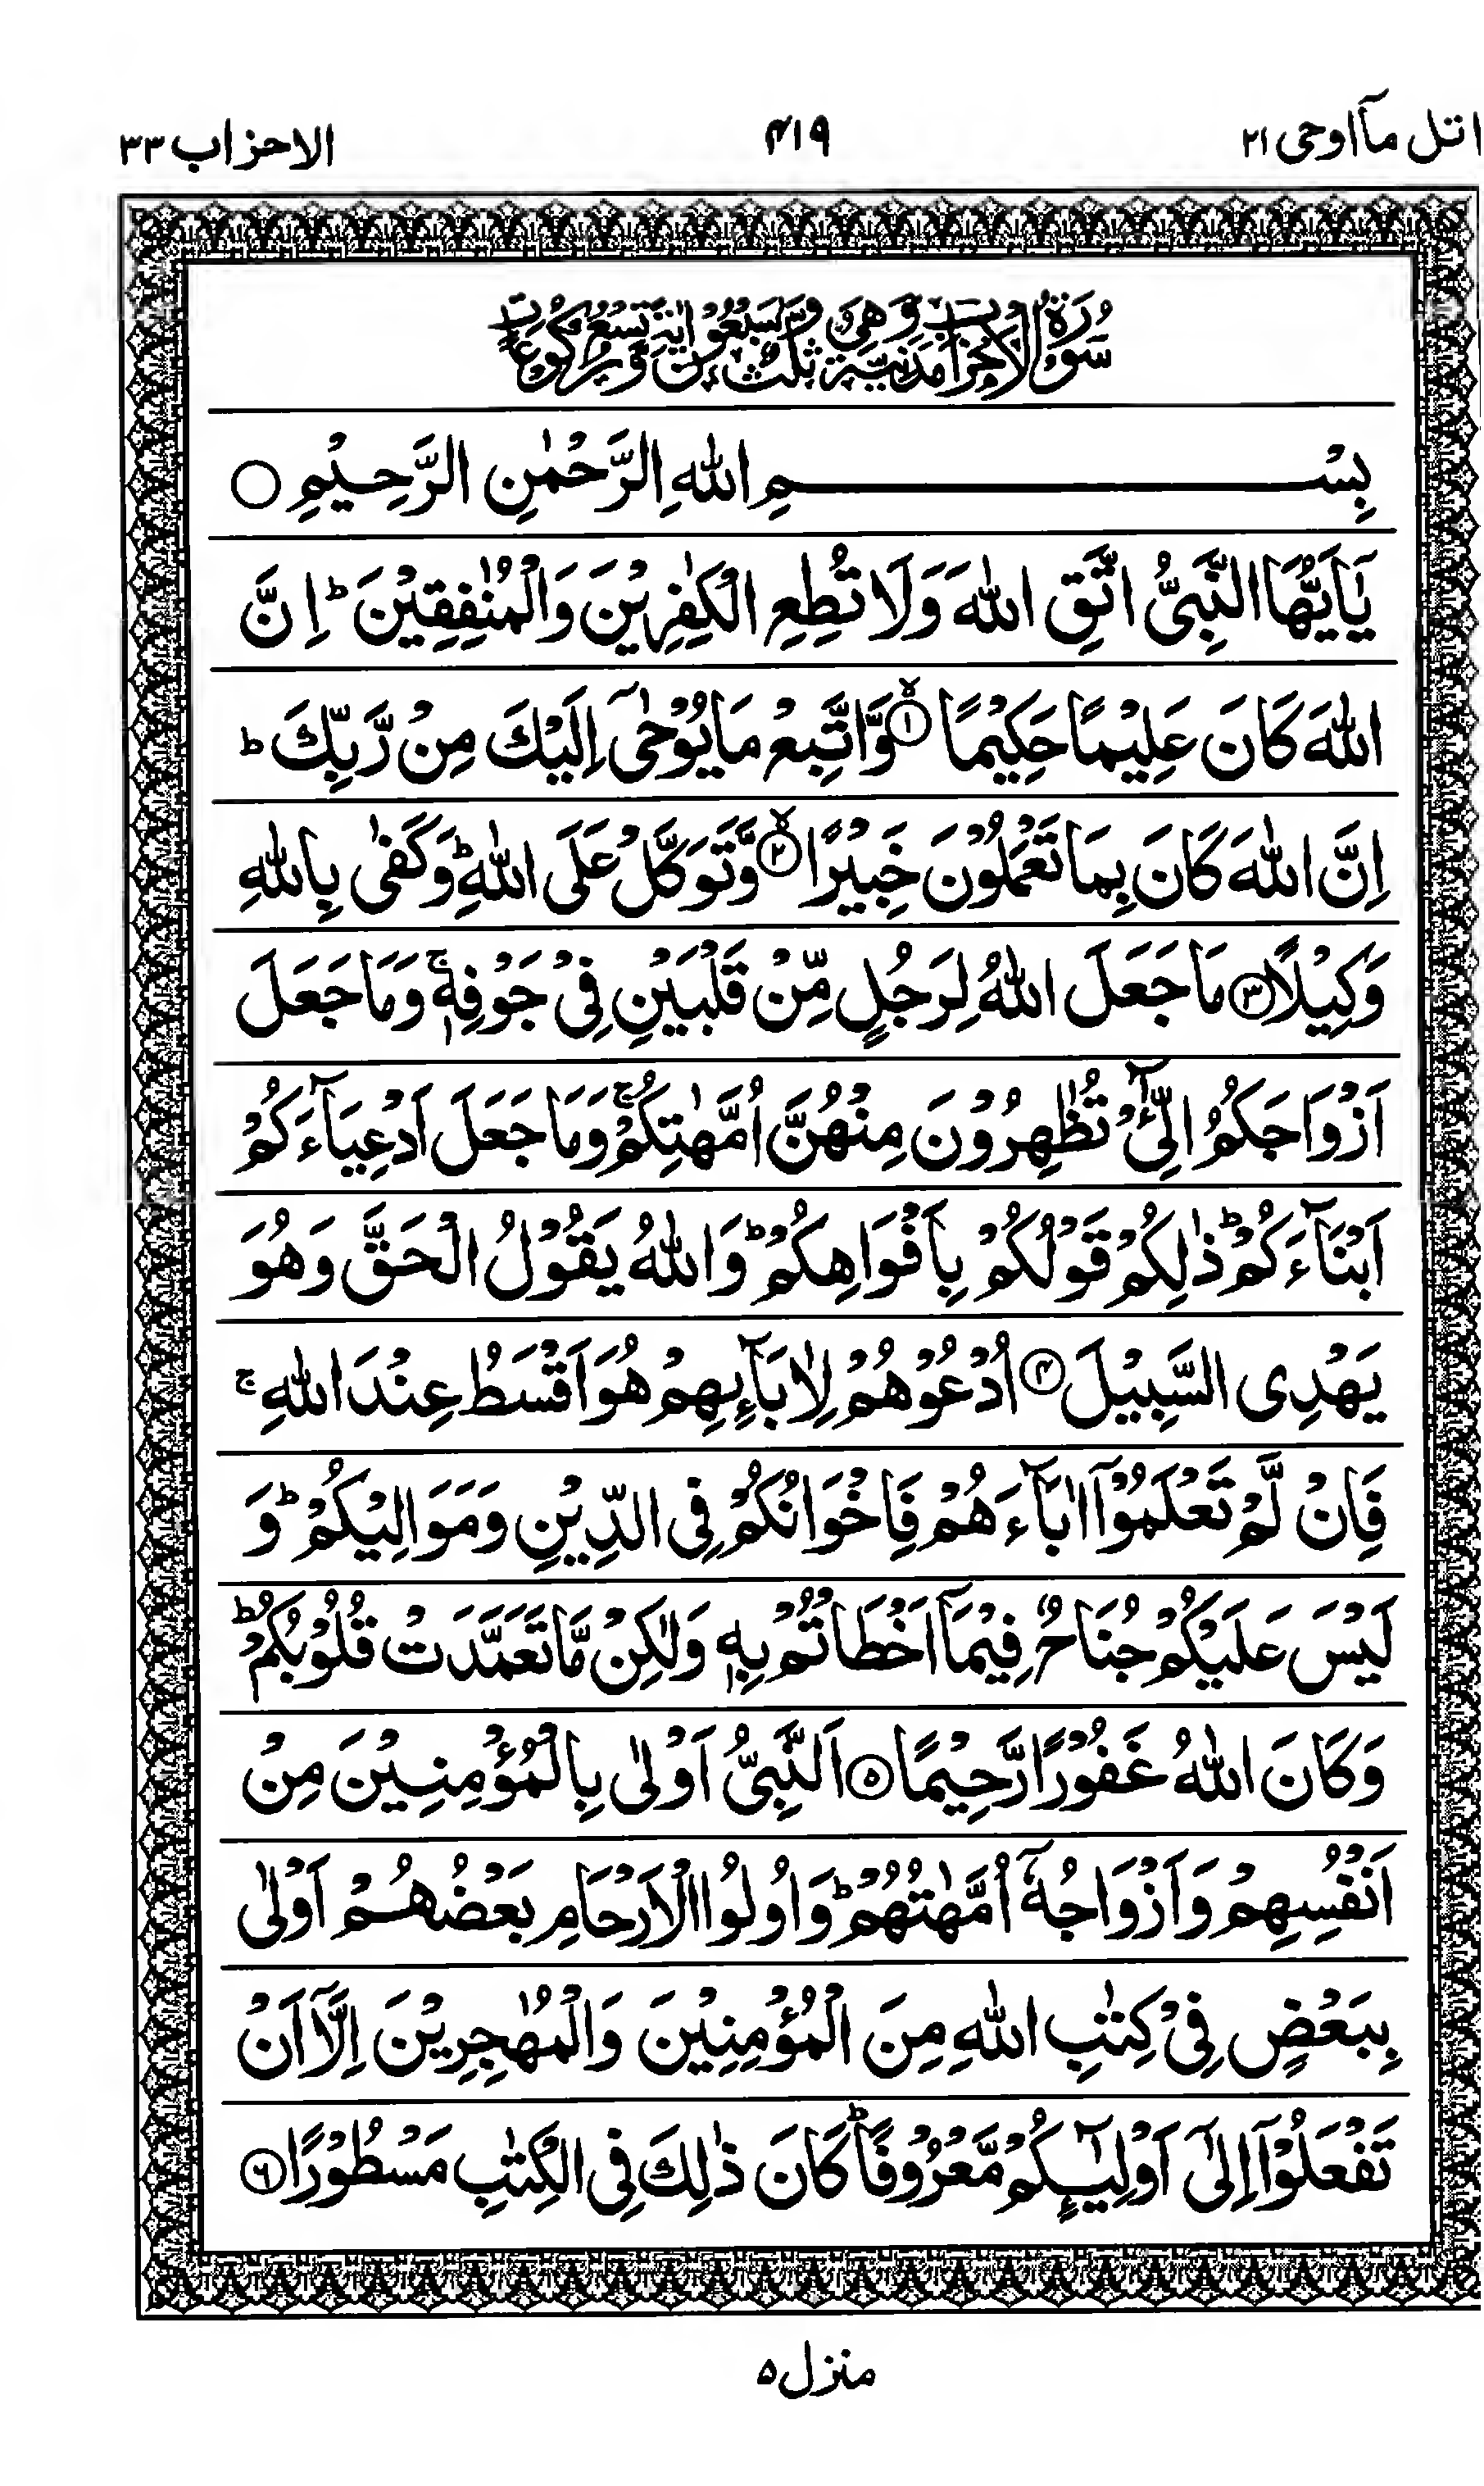 اتل مآ اوحی ۲۱
۴۱۹
الاحزاب ۳۳
سُوْرَةُ الْاَحْزَابِ مَدَنِيَّةٌ وَّهِيَ ثَلٰثٌ وَّسَبْعُوْنَ اٰيَةً وَّتِسْعُ رُكُوْعَاتٍ
بِسْمِ اللّٰهِ الرَّحْمٰنِ الرَّحِيْمِ ○
يٰۤاَيُّهَا النَّبِيُّ اتَّقِ اللّٰهَ وَلَا تُطِعِ الْكٰفِرِيْنَ وَالْمُنٰفِقِيْنَ ؕ اِنَّ
اللّٰهَ كَانَ عَلِيْمًا حَكِيْمًا ۙ﴿۱﴾ وَّاتَّبِعْ مَا يُوْحٰۤى اِلَيْكَ مِنْ رَّبِّكَ ؕ
اِنَّ اللّٰهَ كَانَ بِمَا تَعْمَلُوْنَ خَبِيْرًا ۙ﴿۲﴾ وَّتَوَكَّلْ عَلَى اللّٰهِ ؕ وَكَفٰى بِاللّٰهِ
وَكِيْلًا ﴿۳﴾ مَا جَعَلَ اللّٰهُ لِرَجُلٍ مِّنْ قَلْبَيْنِ فِيْ جَوْفِهٖ ۚ وَمَا جَعَلَ
اَزْوَاجَكُمُ الّٰٓئِيْ تُظٰهِرُوْنَ مِنْهُنَّ اُمَّهٰتِكُمْ ۚ وَمَا جَعَلَ اَدْعِيَآءَكُمْ
اَبْنَآءَكُمْ ؕ ذٰلِكُمْ قَوْلُكُمْ بِاَفْوَاهِكُمْ ؕ وَاللّٰهُ يَقُوْلُ الْحَقَّ وَهُوَ
يَهْدِى السَّبِيْلَ ﴿۴﴾ اُدْعُوْهُمْ لِاٰبَآئِهِمْ هُوَ اَقْسَطُ عِنْدَ اللّٰهِ ۚ
فَاِنْ لَّمْ تَعْلَمُوْۤا اٰبَآءَهُمْ فَاِخْوَانُكُمْ فِى الدِّيْنِ وَمَوَالِيْكُمْ ؕ وَ
لَيْسَ عَلَيْكُمْ جُنَاحٌ فِيْمَاۤ اَخْطَاْتُمْ بِهٖ وَلٰكِنْ مَّا تَعَمَّدَتْ قُلُوْبُكُمْ ؕ
وَكَانَ اللّٰهُ غَفُوْرًا رَّحِيْمًا ﴿۵﴾ اَلنَّبِيُّ اَوْلٰى بِالْمُؤْمِنِيْنَ مِنْ
اَنْفُسِهِمْ وَاَزْوَاجُهٗۤ اُمَّهٰتُهُمْ ؕ وَاُولُوا الْاَرْحَامِ بَعْضُهُمْ اَوْلٰى
بِبَعْضٍ فِيْ كِتٰبِ اللّٰهِ مِنَ الْمُؤْمِنِيْنَ وَالْمُهٰجِرِيْنَ اِلَّاۤ اَنْ
تَفْعَلُوْۤا اِلٰۤى اَوْلِيٰٓئِكُمْ مَّعْرُوْفًا ؕ كَانَ ذٰلِكَ فِى الْكِتٰبِ مَسْطُوْرًا ﴿۶﴾
منزل ۵